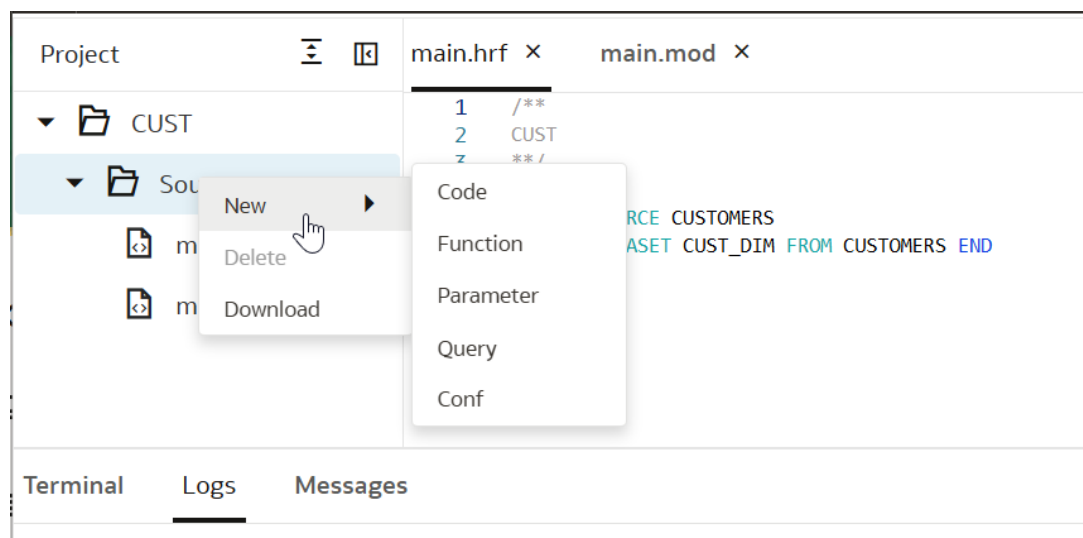 Project
main.hrf ×
main.mod ×
CUST
Sou
m
m
New
Delete
Download
Code
Function
Parameter
Query
Conf
1 /**
2 CUST
3 **/
RCE CUSTOMERS
ASET CUST_DIM FROM CUSTOMERS END
Terminal
Logs
Messages